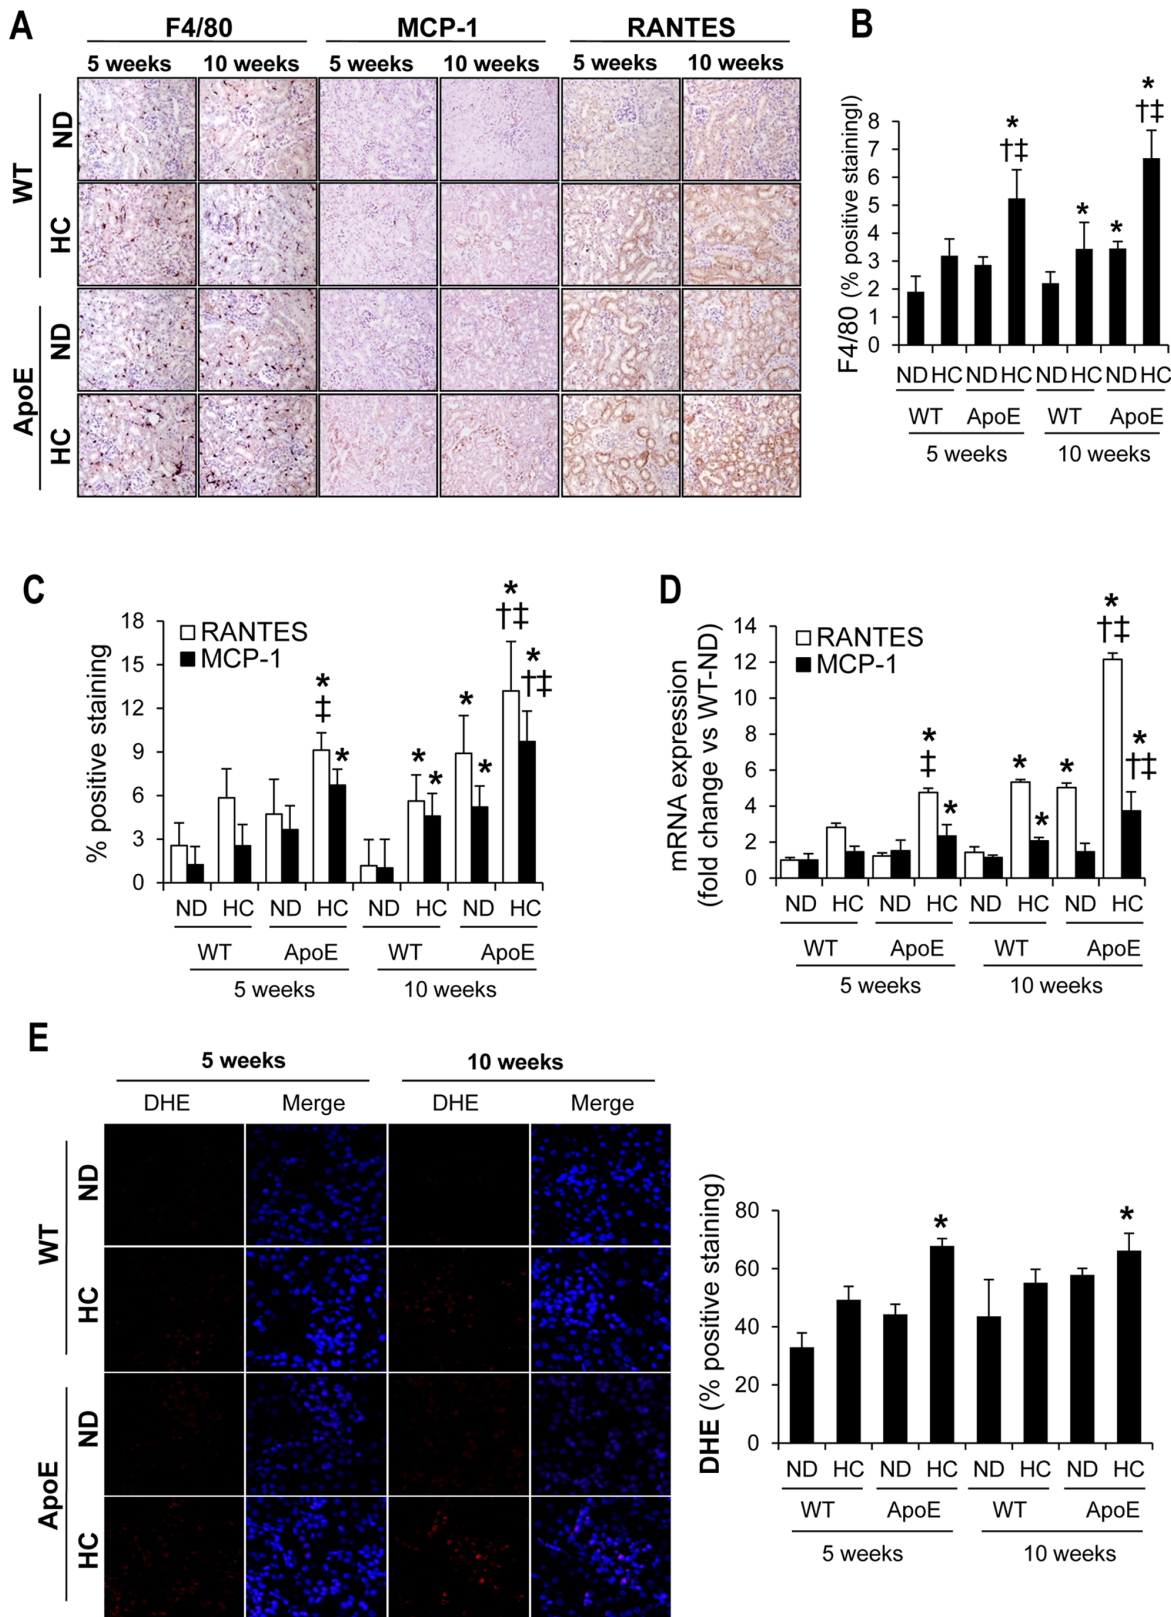 A
F4/80 MCP-1 RANTES
5 weeks 10 weeks 5 weeks 10 weeks 5 weeks 10 weeks
WT
ND
HC
ApoE
ND
HC
B
F4/80 (% positive stainingl)
8
7
6
5
4
3
2
1
0
*
†‡
*
*
*
†‡
ND HC ND HC ND HC ND HC
WT ApoE WT ApoE
5 weeks 10 weeks
C
% positive staining
18
15
12
9
6
3
0
RANTES
MCP-1
*
‡
*
*
*
*
*
*
†‡
*
†‡
ND HC ND HC ND HC ND HC
WT ApoE WT ApoE
5 weeks 10 weeks
D
mRNA expression
(fold change vs WT-ND)
14
12
10
8
6
4
2
0
RANTES
MCP-1
*
‡
*
*
*
*
*
†‡
*
†‡
ND HC ND HC ND HC ND HC
WT ApoE WT ApoE
5 weeks 10 weeks
E
5 weeks 10 weeks
DHE Merge DHE Merge
WT
ND
HC
ApoE
ND
HC
DHE (% positive staining)
80
60
40
20
0
*
*
ND HC ND HC ND HC ND HC
WT ApoE WT ApoE
5 weeks 10 weeks